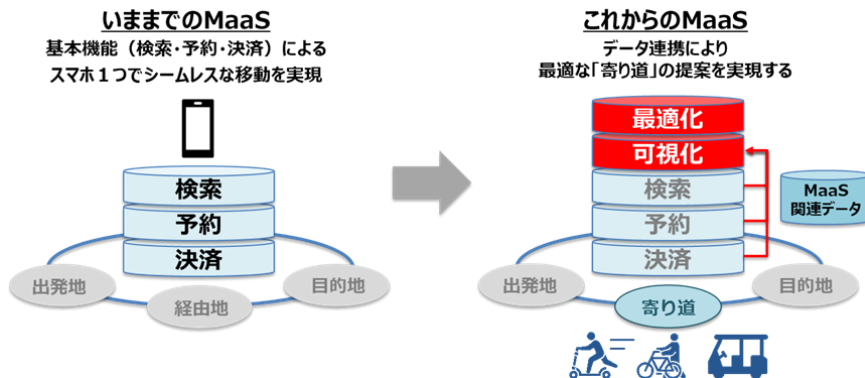 いままでのMaaS
基本機能（検索・予約・決済）による
スマホ１つでシームレスな移動を実現
検索
予約
決済
出発地
経由地
目的地
これからのMaaS
データ連携により
最適な「寄り道」の提案を実現する
最適化
可視化
検索
予約
決済
MaaS
関連データ
出発地
寄り道
目的地